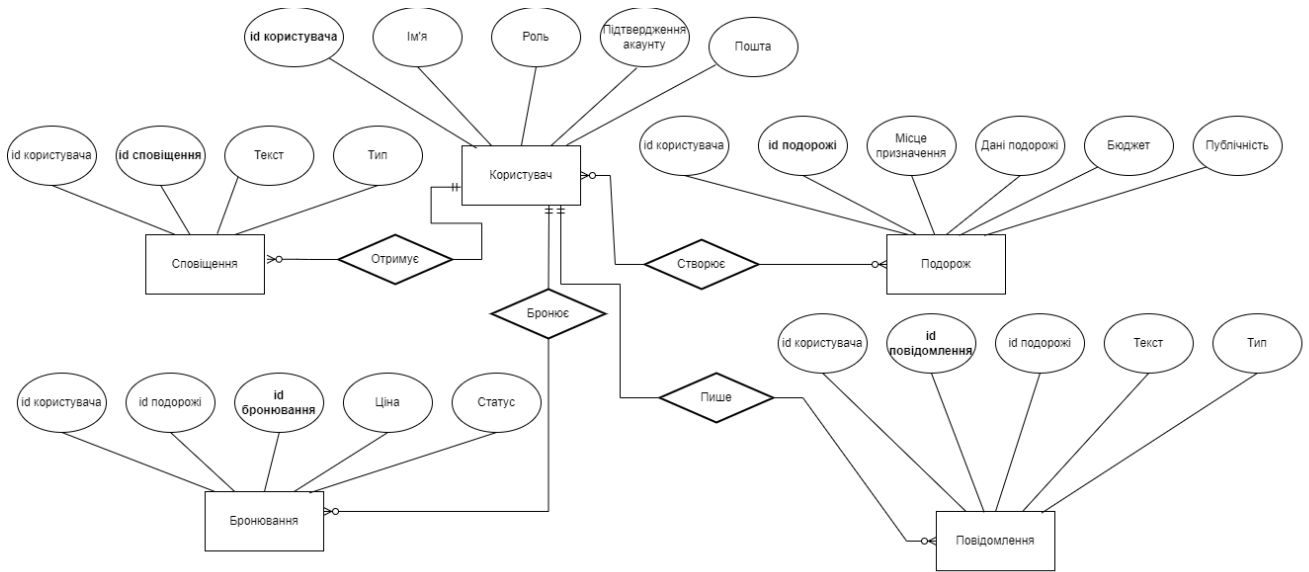 id користувача
Ім'я
Роль
Підтвердження
акаунту
Пошта
id користувача
id сповіщення
Текст
Тип
id користувача
id подорожі
Місце
призначення
Дані подорожі
Бюджет
Публічність
Користувач
Сповіщення
Отримує
Створює
Подорож
Бронює
id користувача
id
повідомлення
id подорожі
Текст
Тип
id користувача
id подорожі
id
бронювання
Ціна
Статус
Пише
Бронювання
Повідомлення